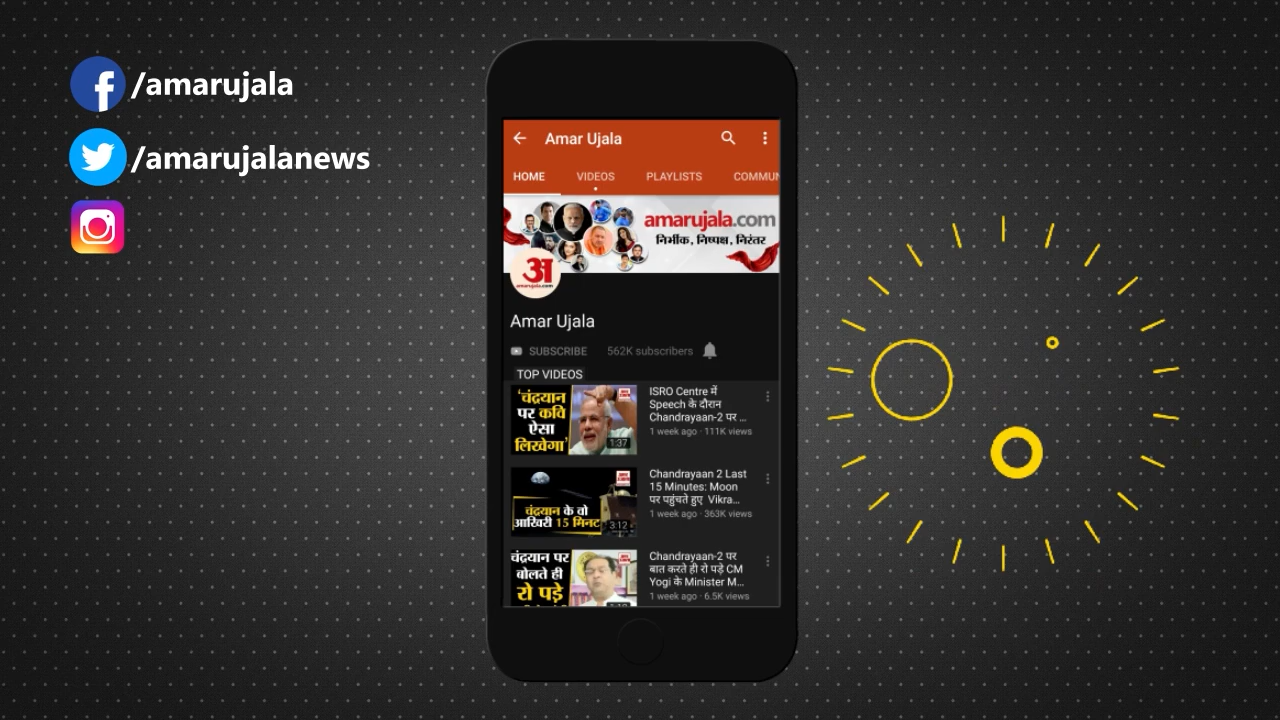 /amarujala
/amarujalanews
Amar Ujala
HOME VIDEOS PLAYLISTS COMMUN
amarujala.com
निर्भीक, निष्पक्ष, निरंतर
अ
amarujala.com
Amar Ujala
SUBSCRIBE 562K subscribers
TOP VIDEOS
'चंद्रयान
पर कवि
ऐसा
लिखेगा'
1:37
ISRO Centre में
Speech के दौरान
Chandrayaan-2 पर ...
1 week ago · 111K views
चंद्रयान के वो
आखिरी 15 मिनट
3:12
Chandrayaan 2 Last
15 Minutes: Moon
पर पहुंचते हुए Vikra...
1 week ago · 363K views
चंद्रयान पर
बोलते ही
रो पड़े
Chandrayaan-2 पर
बात करते ही रो पड़े CM
Yogi के Minister M...
1 week ago · 6.5K views